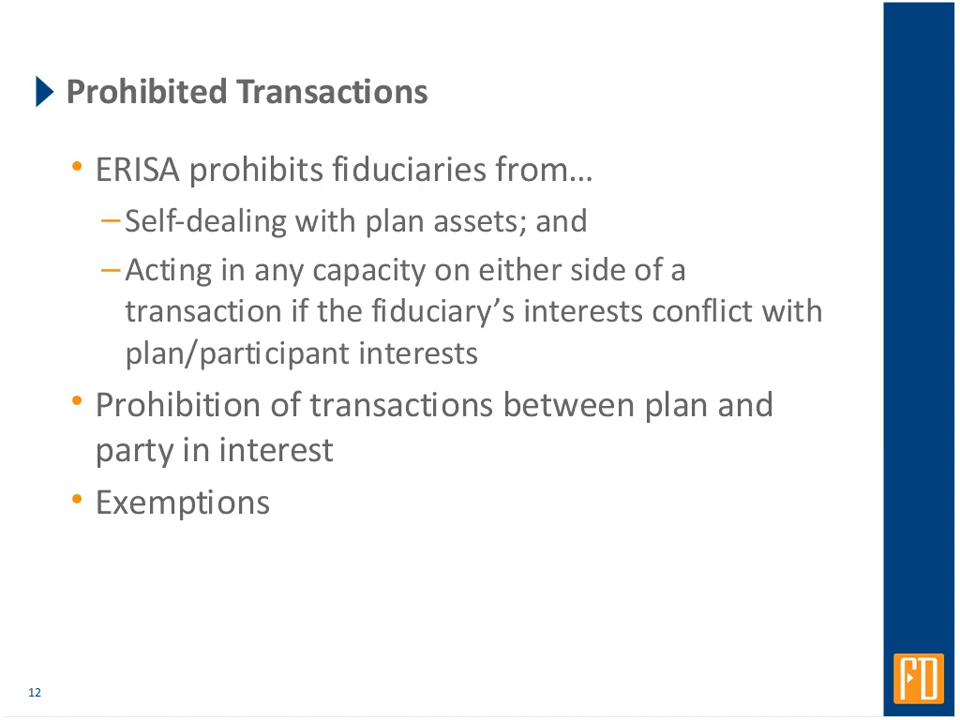 Prohibited Transactions
• ERISA prohibits fiduciaries from…
–Self-dealing with plan assets; and
–Acting in any capacity on either side of a
transaction if the fiduciary’s interests conflict with
plan/participant interests
• Prohibition of transactions between plan and
party in interest
• Exemptions
12
FD